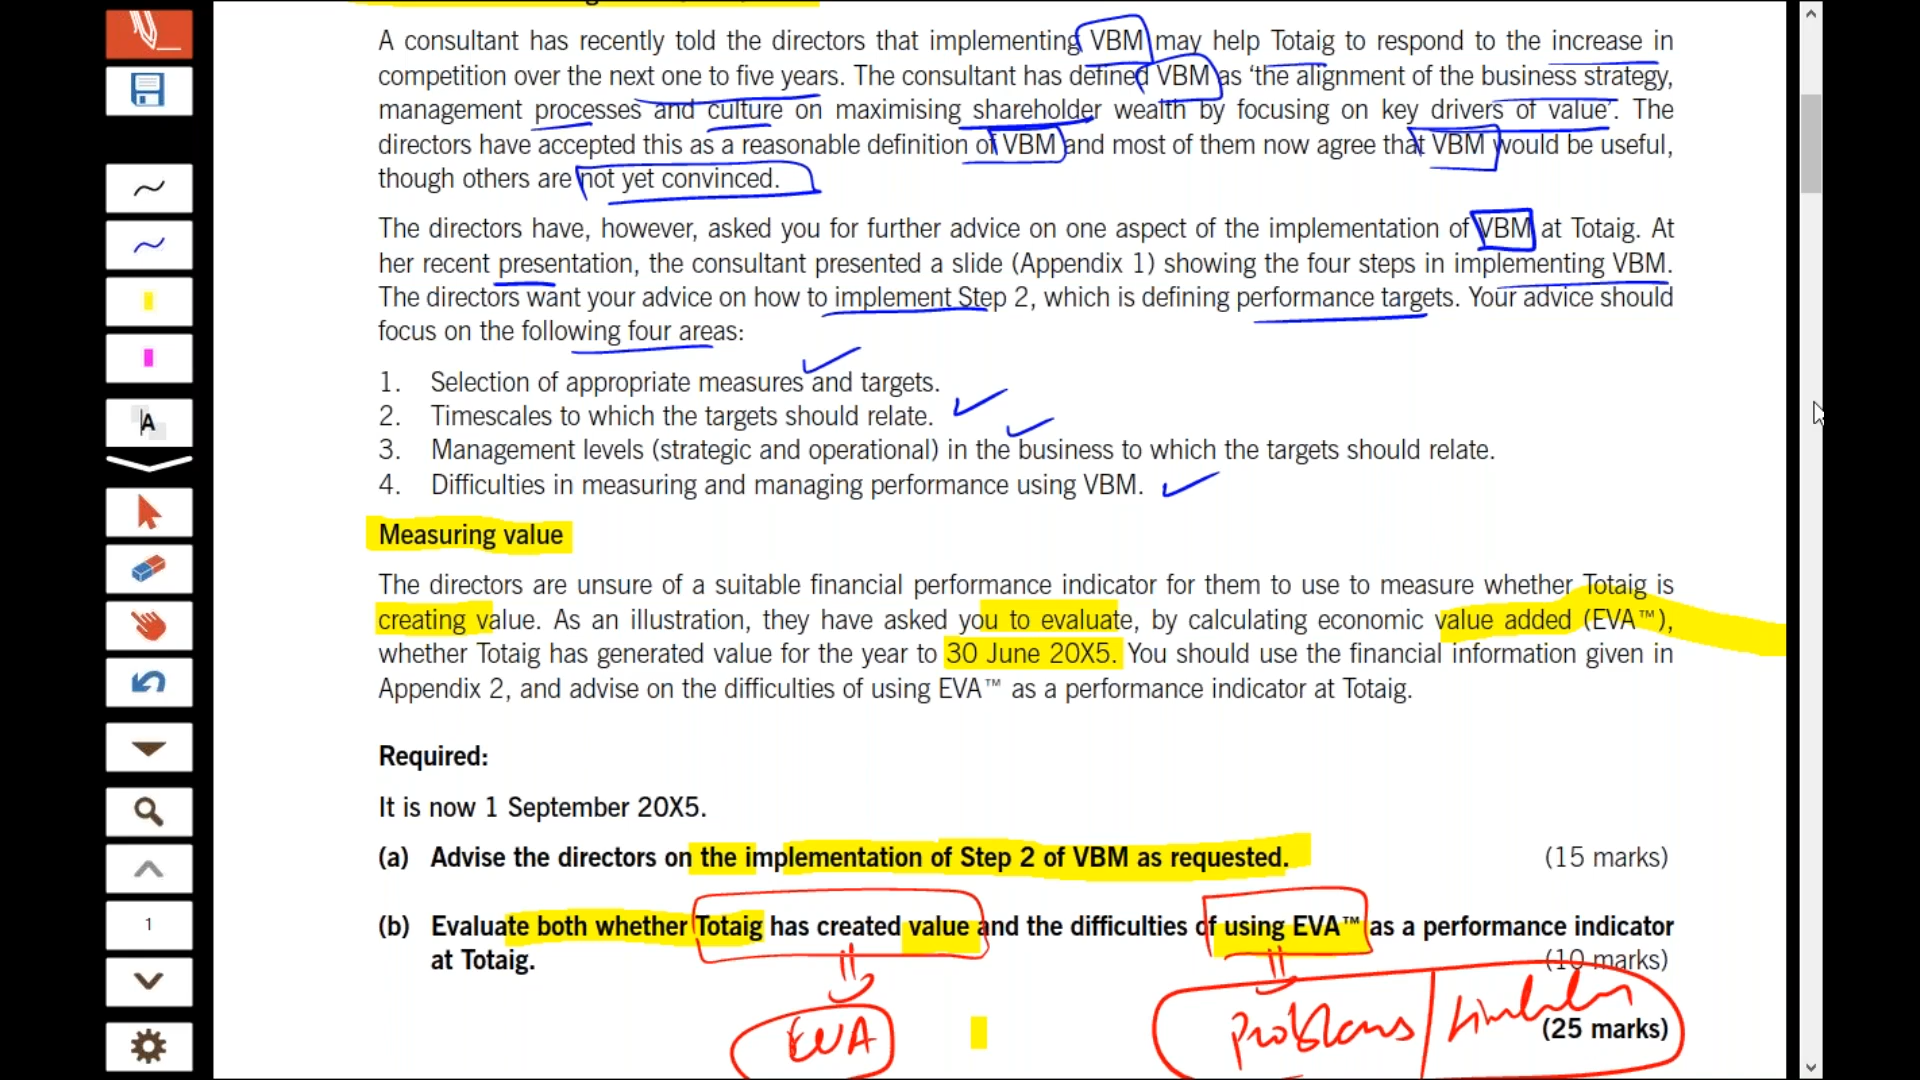 A consultant has recently told the directors that implementing VBM may help Totaig to respond to the increase in
competition over the next one to five years. The consultant has defined VBM as ‘the alignment of the business strategy,
management processes and culture on maximising shareholder wealth by focusing on key drivers of value’. The
directors have accepted this as a reasonable definition of VBM and most of them now agree that VBM would be useful,
though others are not yet convinced.
The directors have, however, asked you for further advice on one aspect of the implementation of VBM at Totaig. At
her recent presentation, the consultant presented a slide (Appendix 1) showing the four steps in implementing VBM.
The directors want your advice on how to implement Step 2, which is defining performance targets. Your advice should
focus on the following four areas:
1. Selection of appropriate measures and targets.
2. Timescales to which the targets should relate.
3. Management levels (strategic and operational) in the business to which the targets should relate.
4. Difficulties in measuring and managing performance using VBM.
Measuring value
The directors are unsure of a suitable financial performance indicator for them to use to measure whether Totaig is
creating value. As an illustration, they have asked you to evaluate, by calculating economic value added (EVA™),
whether Totaig has generated value for the year to 30 June 20X5. You should use the financial information given in
Appendix 2, and advise on the difficulties of using EVA™ as a performance indicator at Totaig.
Required:
It is now 1 September 20X5.
(a) Advise the directors on the implementation of Step 2 of VBM as requested. (15 marks)
(b) Evaluate both whether Totaig has created value and the difficulties of using EVA™ as a performance indicator
at Totaig. (10 marks)
EVA
Problems
(25 marks)
A
1